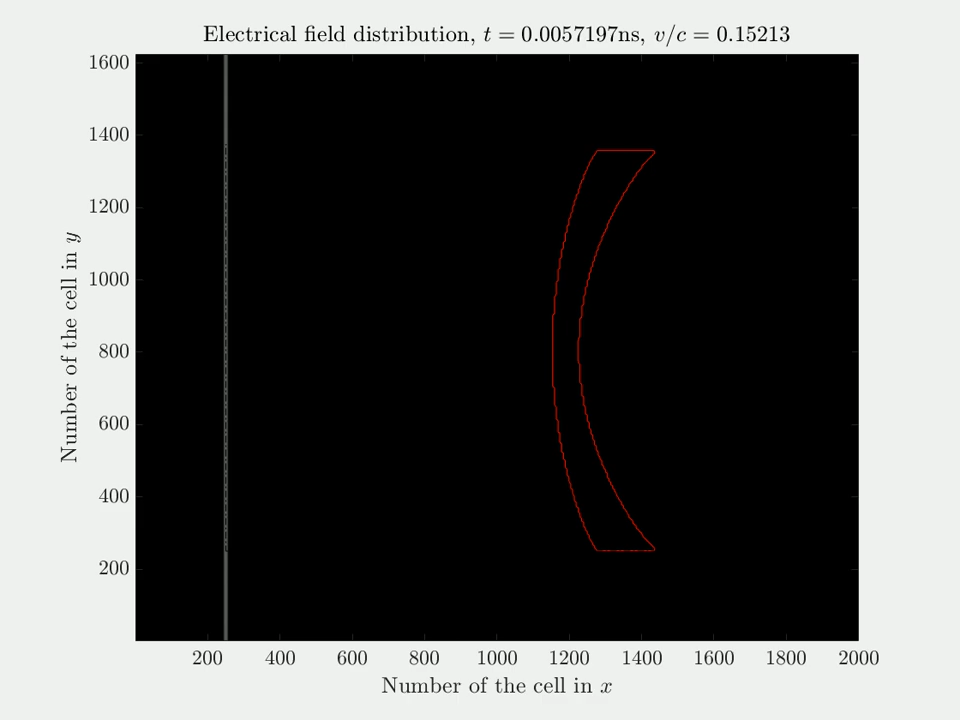 Electrical field distribution, t = 0.0057197ns, v/c = 0.15213
1600
1400
1200
1000
800
600
400
200
Number of the cell in y
200 400 600 800 1000 1200 1400 1600 1800 2000
Number of the cell in x